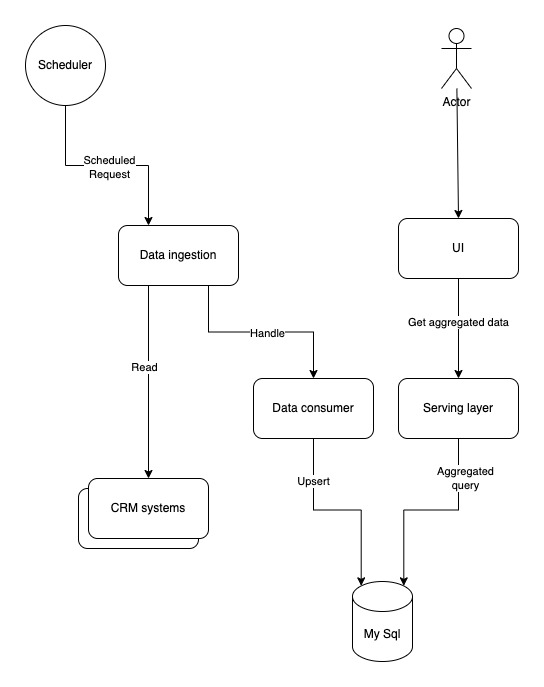 Scheduler
Actor
Scheduled
Request
Data ingestion
UI
Handle
Get aggregated data
Read
Data consumer
Serving layer
Upsert
Aggregated
query
CRM systems
My Sql